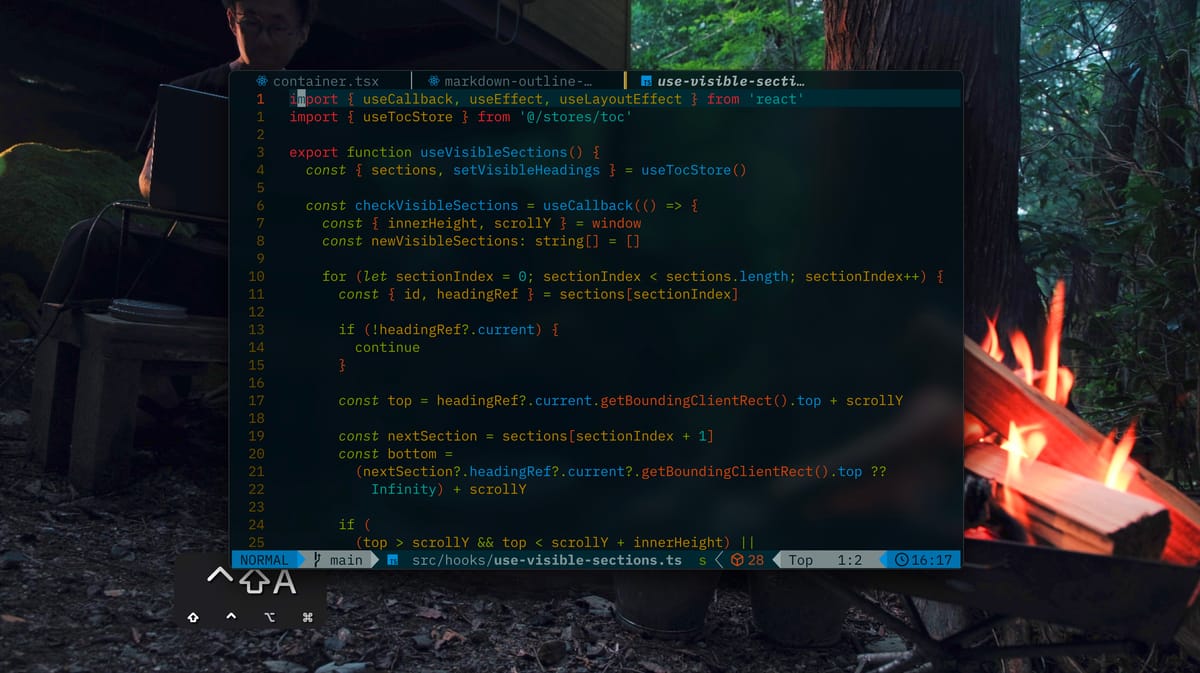 container.tsx markdown-outline-… use-visible-secti…
1 import { useCallback, useEffect, useLayoutEffect } from 'react'
1 import { useTocStore } from '@/stores/toc'
2
3 export function useVisibleSections() {
4 const { sections, setVisibleHeadings } = useTocStore()
5
6 const checkVisibleSections = useCallback(() => {
7 const { innerHeight, scrollY } = window
8 const newVisibleSections: string[] = []
9
10 for (let sectionIndex = 0; sectionIndex < sections.length; sectionIndex++) {
11 const { id, headingRef } = sections[sectionIndex]
12
13 if (!headingRef?.current) {
14 continue
15 }
16
17 const top = headingRef?.current.getBoundingClientRect().top + scrollY
18
19 const nextSection = sections[sectionIndex + 1]
20 const bottom =
21 (nextSection?.headingRef?.current?.getBoundingClientRect().top ??
22 Infinity) + scrollY
23
24 if (
25 (top > scrollY && top < scrollY + innerHeight) ||
NORMAL main TS src/hooks/use-visible-sections.ts s 28 Top 1:2 16:17
⌃⇧A
⇧ ⌃ ⌥ ⌘